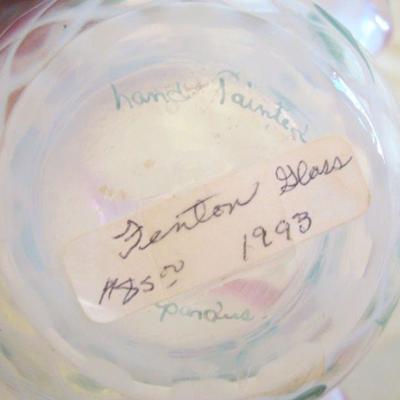 hand Painted
Fenton Glass
$85.00 1993